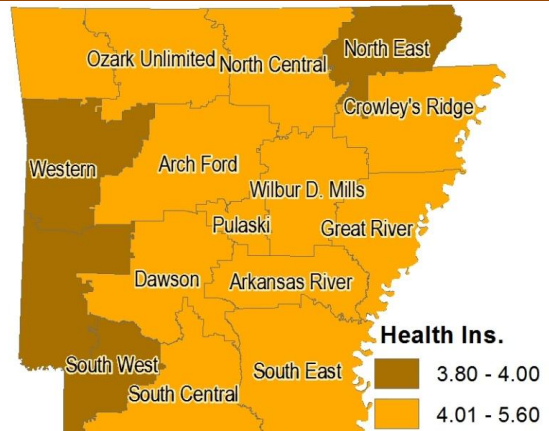 Ozark Unlimited
North Central
North East
Crowley's Ridge
Western
Arch Ford
Wilbur D. Mills
Pulaski
Great River
Dawson
Arkansas River
South West
South Central
South East
Health Ins.
3.80 - 4.00
4.01 - 5.60